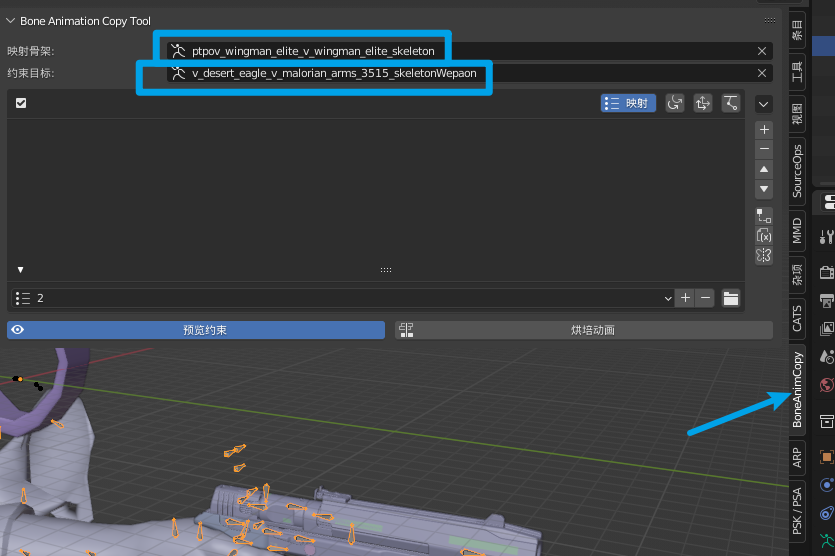 Bone Animation Copy Tool
映射骨架:
ptpov_wingman_elite_v_wingman_elite_skeleton
约束目标:
v_desert_eagle_v_malorian_arms_3515_skeletonWepaon
映射
2
预览约束
烘培动画
条目
工具
视图
SourceOps
MMD
杂项
CATS
BoneAnimCopy
ARP
PSK / PSA